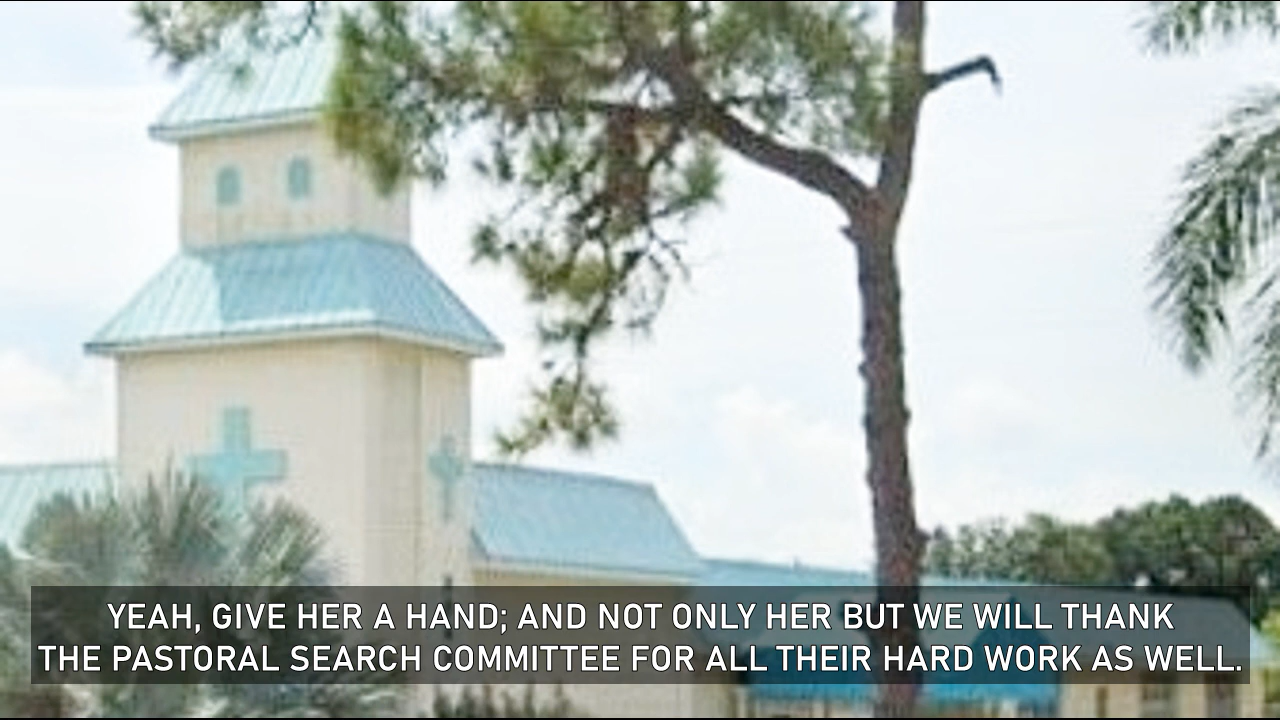 YEAH, GIVE HER A HAND; AND NOT ONLY HER BUT WE WILL THANK
THE PASTORAL SEARCH COMMITTEE FOR ALL THEIR HARD WORK AS WELL.